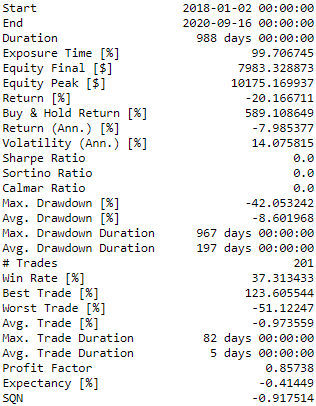 Start 2018-01-02 00:00:00
End 2020-09-16 00:00:00
Duration 988 days 00:00:00
Exposure Time [%] 99.706745
Equity Final [$] 7983.328873
Equity Peak [$] 10175.169937
Return [%] -20.166711
Buy & Hold Return [%] 589.108649
Return (Ann.) [%] -7.985377
Volatility (Ann.) [%] 14.075815
Sharpe Ratio 0.0
Sortino Ratio 0.0
Calmar Ratio 0.0
Max. Drawdown [%] -42.053242
Avg. Drawdown [%] -8.601968
Max. Drawdown Duration 967 days 00:00:00
Avg. Drawdown Duration 197 days 00:00:00
# Trades 201
Win Rate [%] 37.313433
Best Trade [%] 123.605544
Worst Trade [%] -51.12247
Avg. Trade [%] -0.973559
Max. Trade Duration 82 days 00:00:00
Avg. Trade Duration 5 days 00:00:00
Profit Factor 0.85738
Expectancy [%] -0.41449
SQN -0.917514